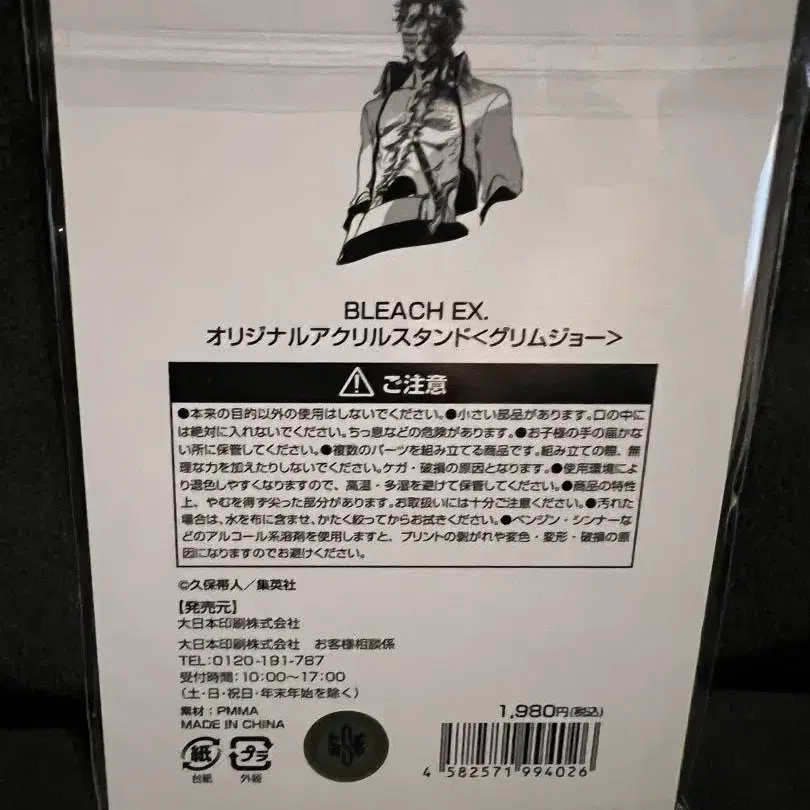 BLEACH EX.
オリジナルアクリルスタンド<グリムジョー>
ご注意
●本来の目的以外の使用はしないでください。●小さい部品があります。口の中に
は絶対に入れないでください。ちっ息などの危険があります。●お子様の手の届かな
い所に保管してください。●複数のパーツを組み立てる商品です。組み立ての際、無
理な力を加えたりしないでください。ケガ・破損の原因となります。●使用環境によ
り退色しやすくなりますので、高温・多湿を避けて保管してください。●商品の特性
上、やむを得ず尖った部分があります。お取扱いには十分ご注意ください。●汚れた
場合は、水を布に含ませ、かたく絞ってからお拭きください。●ベンジン・シンナーな
どのアルコール系溶剤を使用しますと、プリントの剥がれや変色・変形・破損の原
因になりますのでお避けください。
©久保帯人／集英社
【発売元】
大日本印刷株式会社
大日本印刷株式会社 お客様相談係
TEL:0120-191-787
受付時間:10:00〜17:00
(土・日・祝日・年末年始を除く)
素材:PMMA
MADE IN CHINA
1,980円(税込)
紙 プラ
台紙 外袋
4 582571 994026